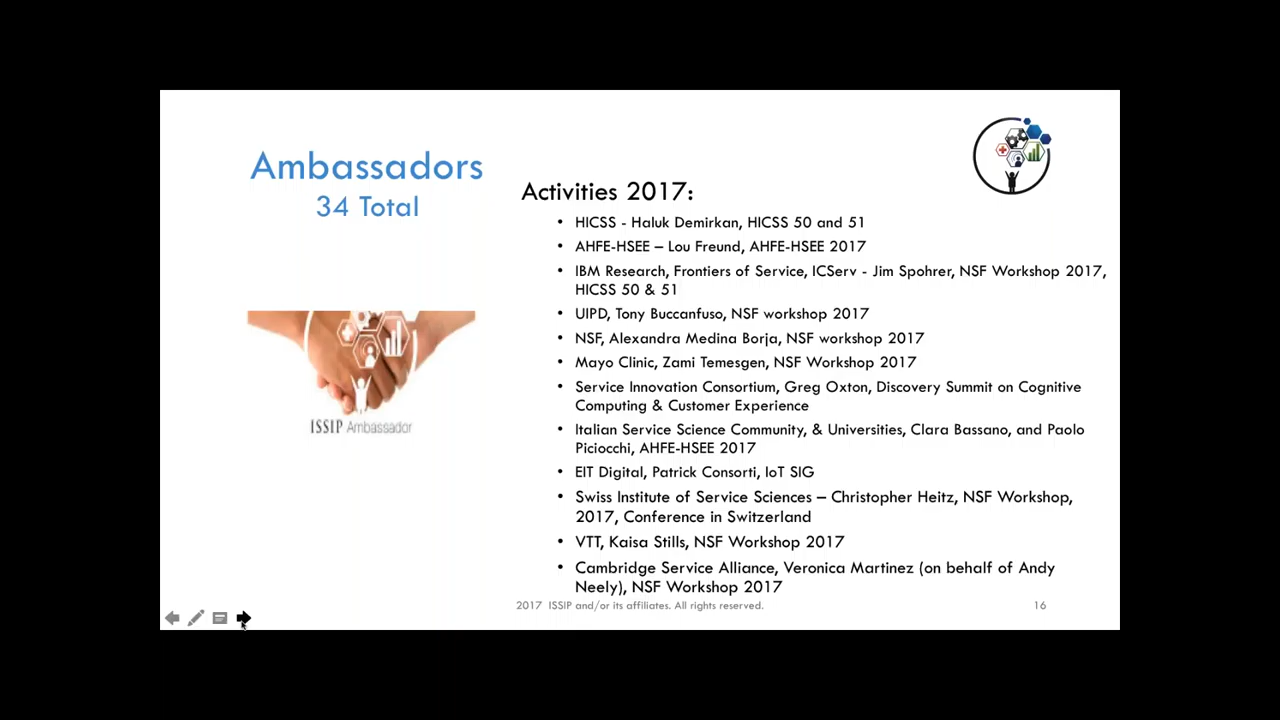 Ambassadors
34 Total
Activities 2017:
• HICSS - Haluk Demirkan, HICSS 50 and 51
• AHFE-HSEE – Lou Freund, AHFE-HSEE 2017
• IBM Research, Frontiers of Service, ICServ - Jim Spohrer, NSF Workshop 2017,
HICSS 50 & 51
• UIPD, Tony Buccanfuso, NSF workshop 2017
• NSF, Alexandra Medina Borja, NSF workshop 2017
• Mayo Clinic, Zami Temesgen, NSF Workshop 2017
• Service Innovation Consortium, Greg Oxton, Discovery Summit on Cognitive
Computing & Customer Experience
• Italian Service Science Community, & Universities, Clara Bassano, and Paolo
Piciocchi, AHFE-HSEE 2017
• EIT Digital, Patrick Consorti, IoT SIG
• Swiss Institute of Service Sciences – Christopher Heitz, NSF Workshop,
2017, Conference in Switzerland
• VTT, Kaisa Stills, NSF Workshop 2017
• Cambridge Service Alliance, Veronica Martinez (on behalf of Andy
Neely), NSF Workshop 2017
ISSIP Ambassador
2017 ISSIP and/or its affiliates. All rights reserved.
16